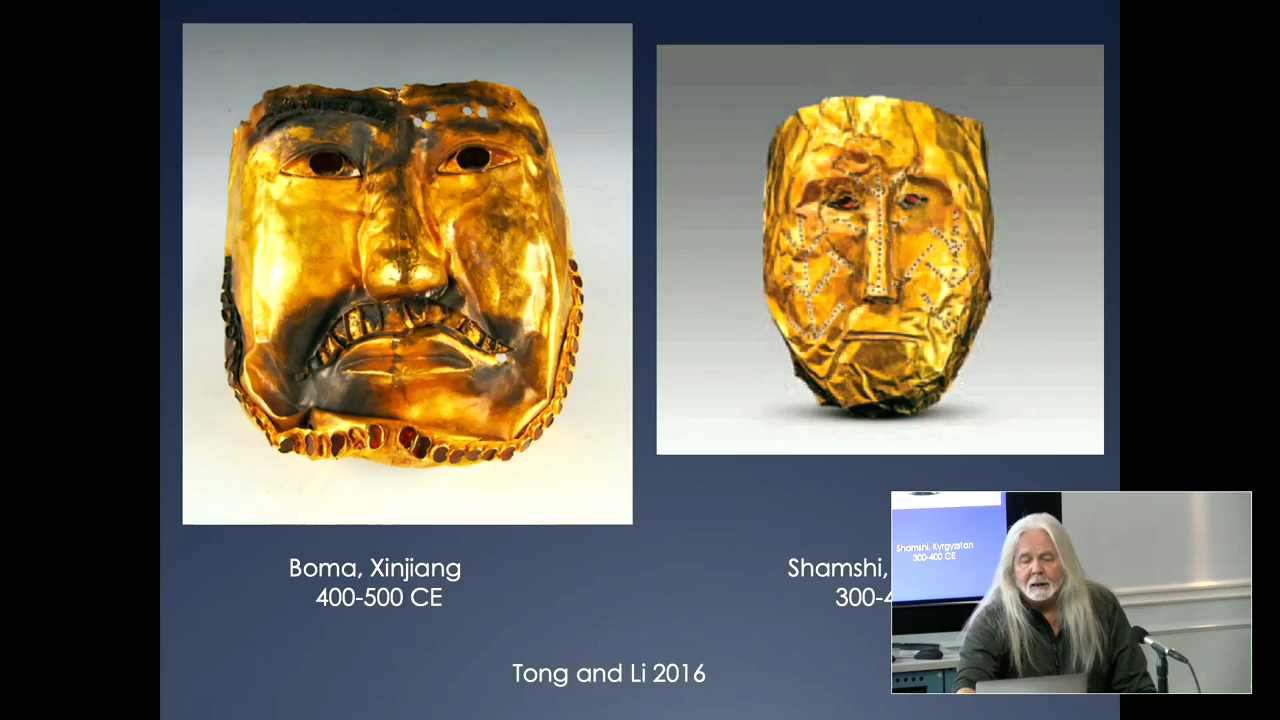 Boma, Xinjiang
400-500 CE
Shamshi,
300-4
Tong and Li 2016
Shamshi, Kyrgyzstan
300-400 CE